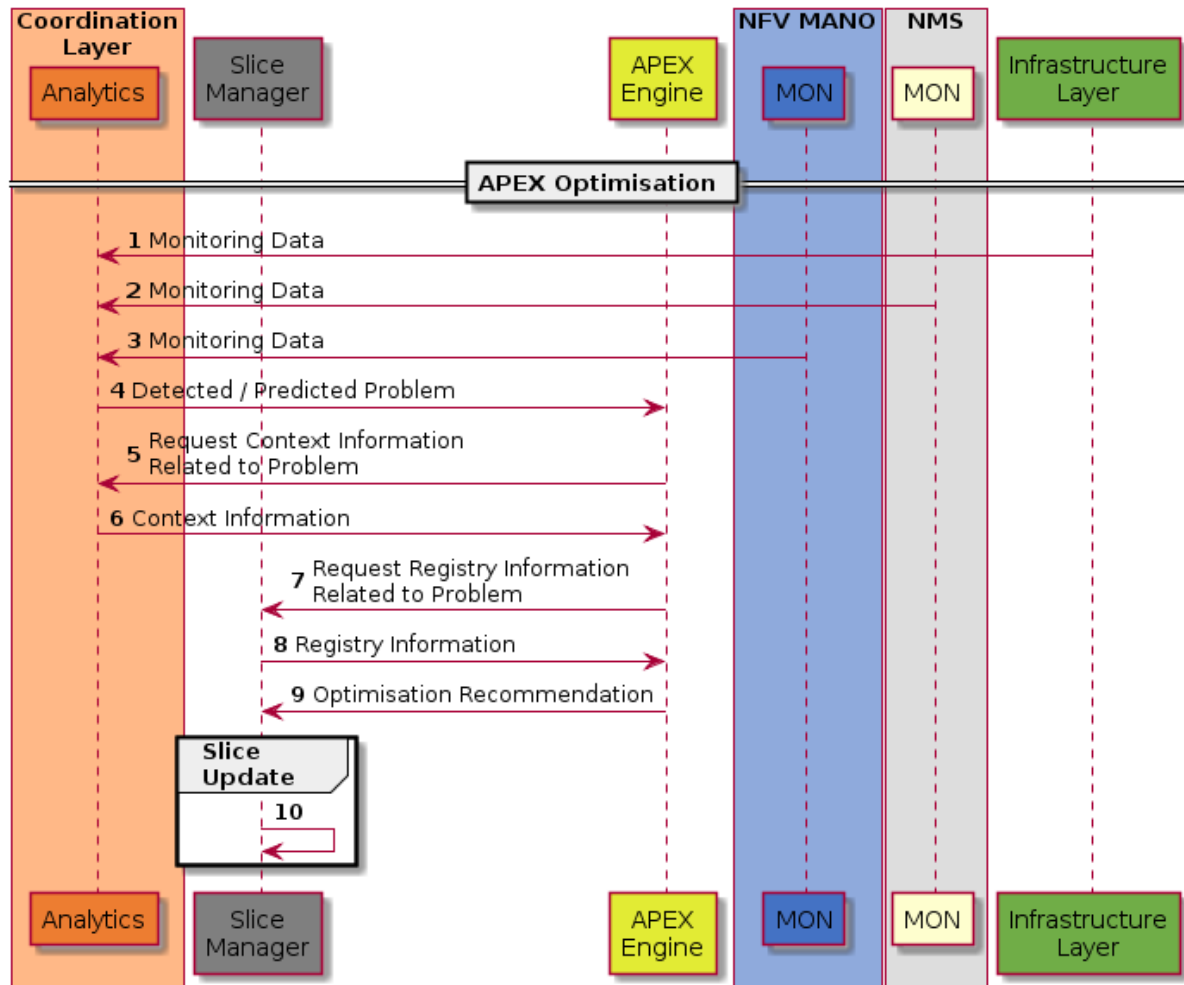 Coordination
Layer
NFV MANO
NMS
Analytics
Slice
Manager
APEX
Engine
MON
MON
Infrastructure
Layer
APEX Optimisation
1 Monitoring Data
2 Monitoring Data
3 Monitoring Data
4 Detected / Predicted Problem
5 Request Context Information
Related to Problem
6 Context Information
7 Request Registry Information
Related to Problem
8 Registry Information
9 Optimisation Recommendation
Slice
Update
10
Analytics
Slice
Manager
APEX
Engine
MON
MON
Infrastructure
Layer